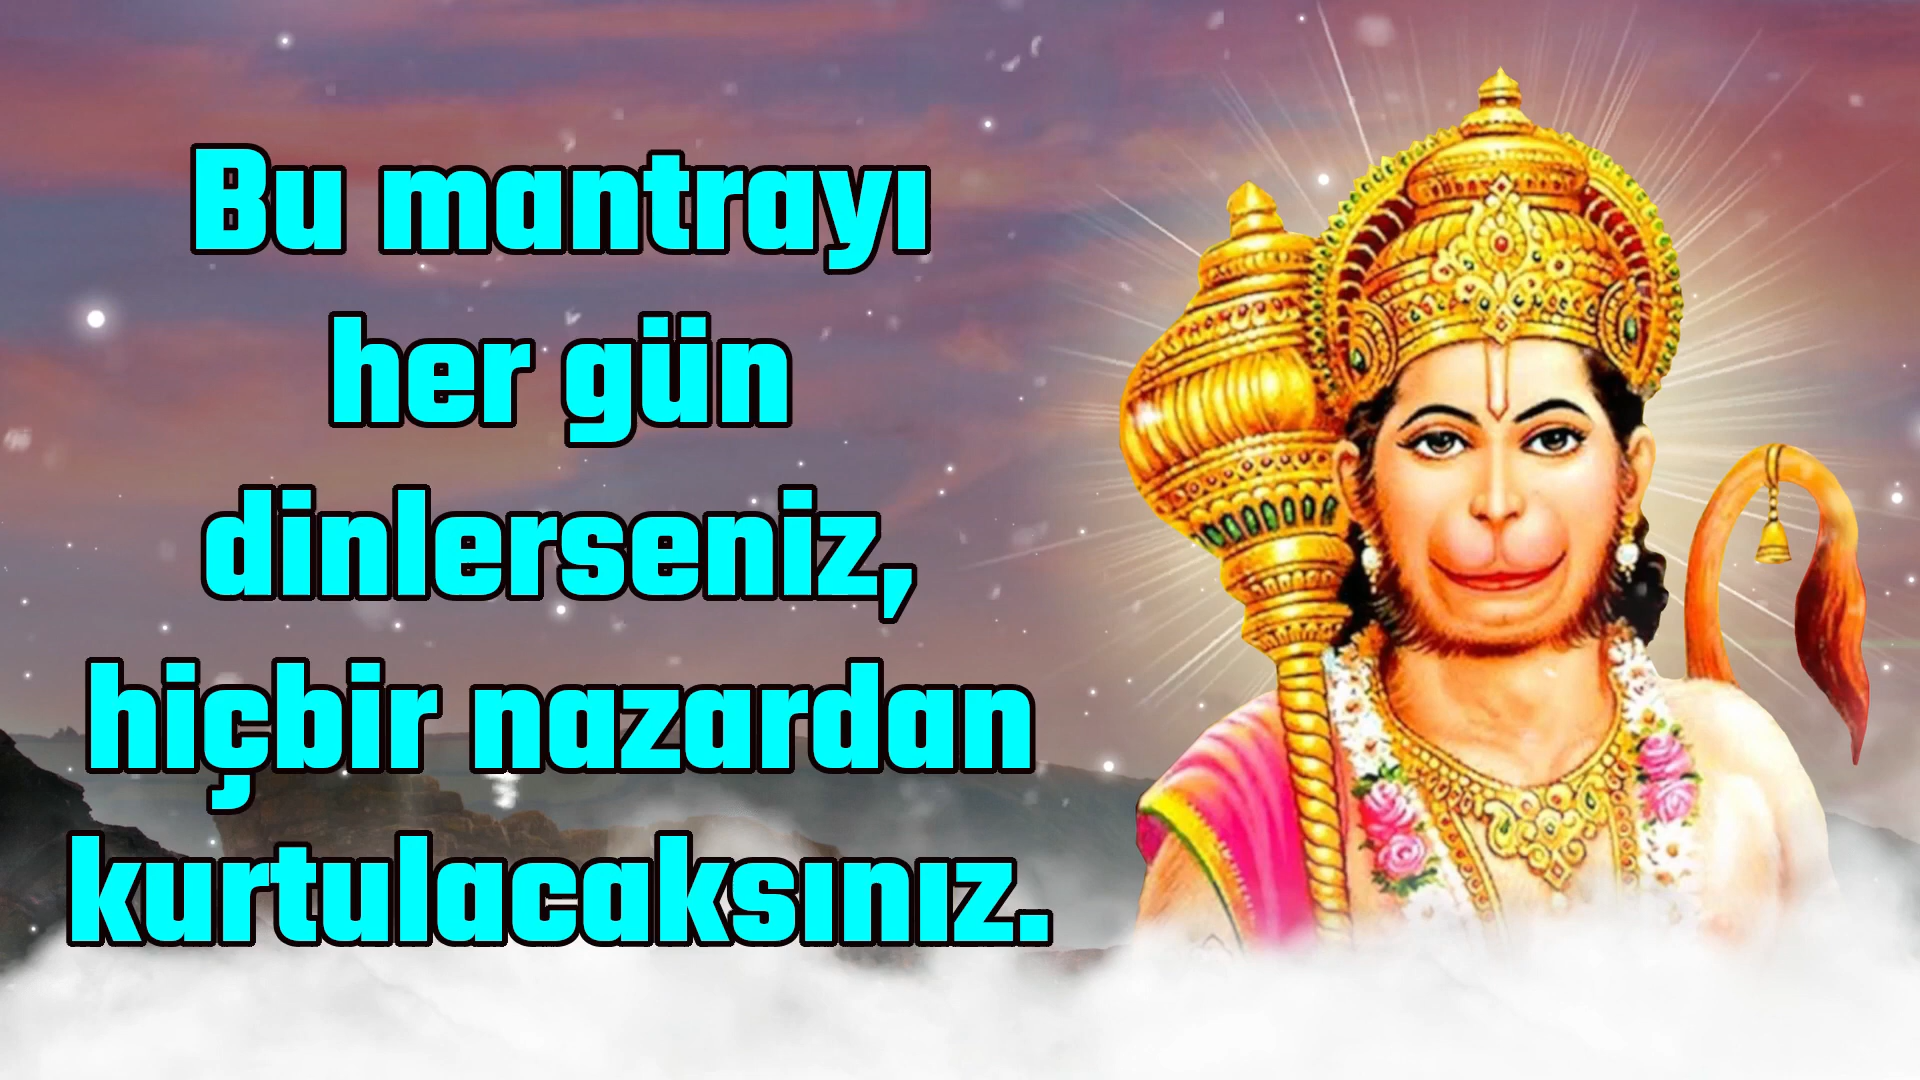 Bu mantrayı
her gün
dinlerseniz,
hiçbir nazardan
kurtulacaksınız.